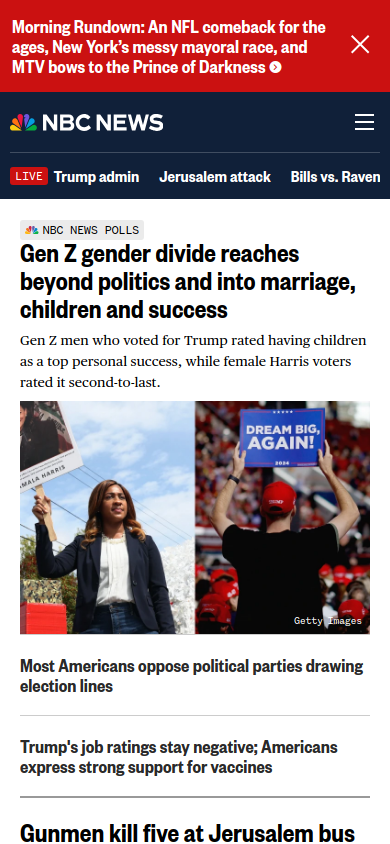 Morning Rundown: An NFL comeback for the
ages, New York's messy mayoral race, and
MTV bows to the Prince of Darkness
NBC NEWS
LIVE Trump admin Jerusalem attack Bills vs. Raven
NBC NEWS POLLS
Gen Z gender divide reaches
beyond politics and into marriage,
children and success
Gen Z men who voted for Trump rated having children
as a top personal success, while female Harris voters
rated it second-to-last.
MALA HARRIS
DREAM BIG,
AGAIN!
2024
Getty Images
Most Americans oppose political parties drawing
election lines
Trump's job ratings stay negative; Americans
express strong support for vaccines
Gunmen kill five at Jerusalem bus